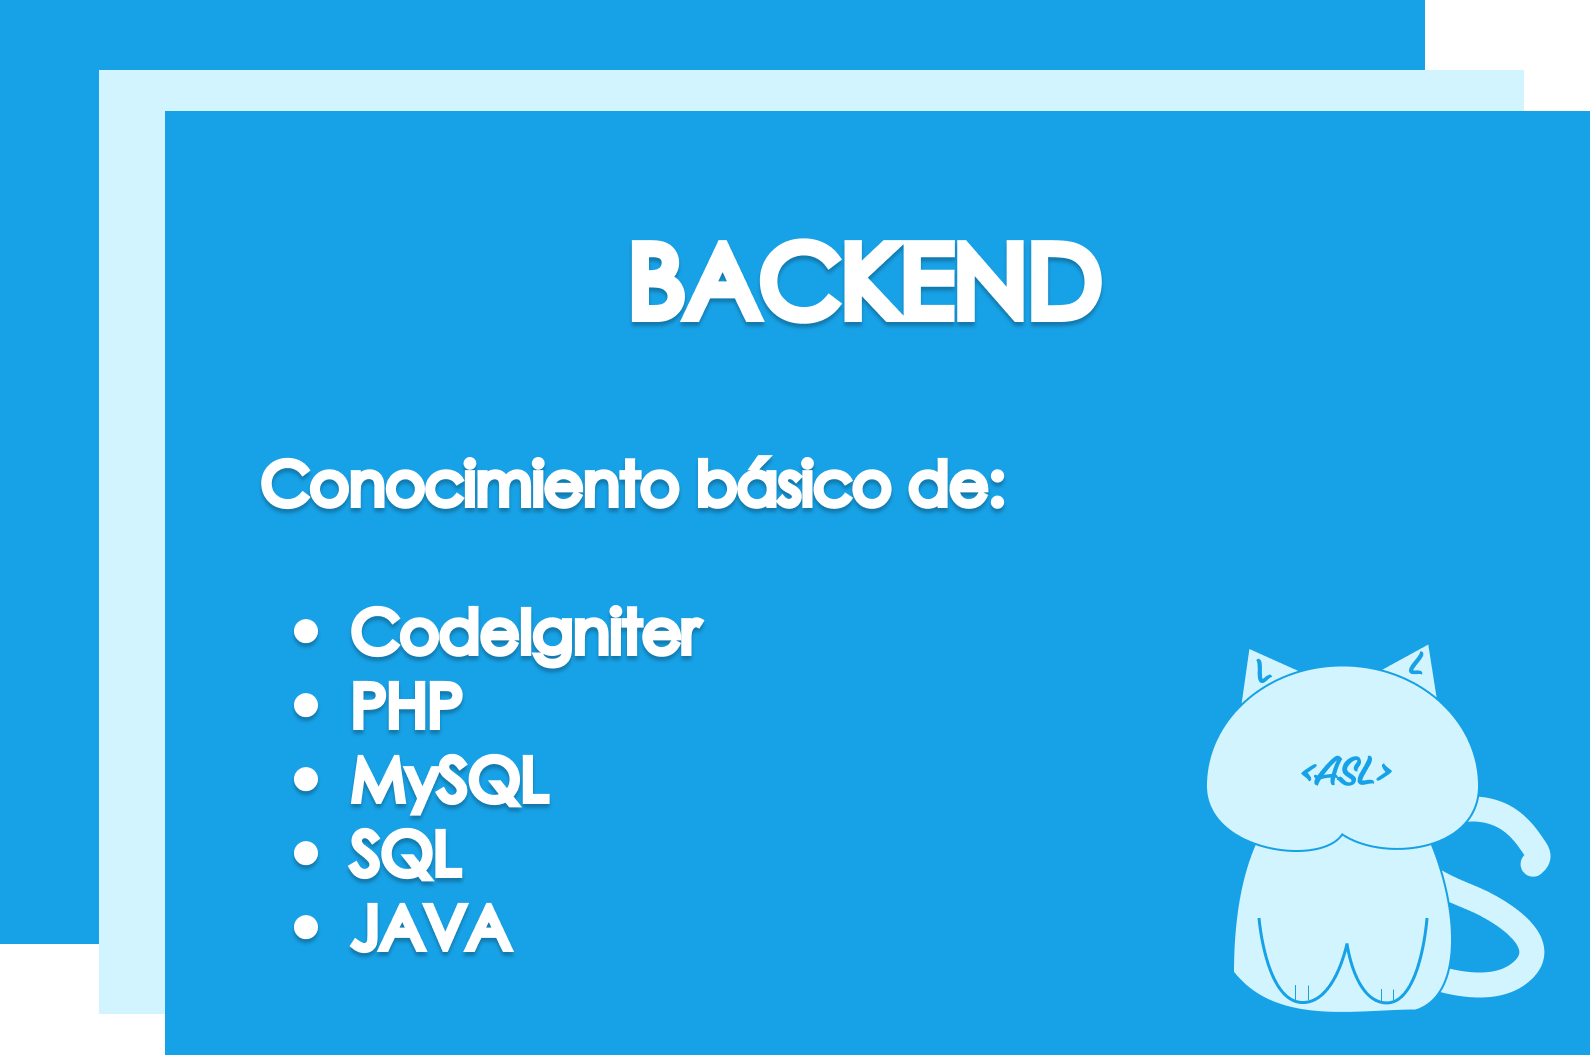 BACKEND
Conocimiento básico de:
CodeIgniter
PHP
MySQL
SQL
JAVA
<ASL>